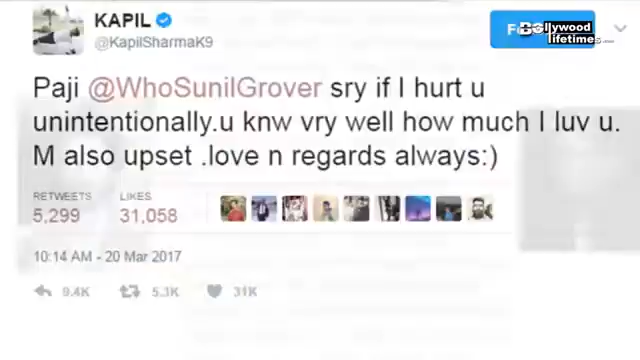 KAPIL
@KapilSharmaK9
Bollywood
lifetimes
Paji @WhoSunilGrover sry if I hurt u
unintentionally.u knw vry well how much I luv u.
M also upset .love n regards always:)
RETWEETS LIKES
5,299 31,058
10:14 AM - 20 Mar 2017
9.4K 5.3K 31K